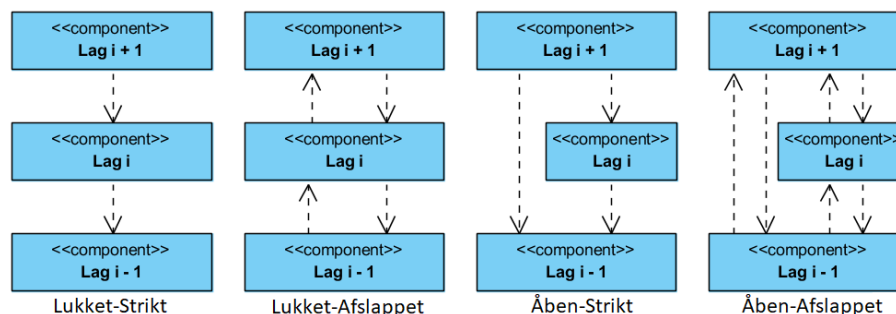 <<component>>
Lag i + 1
<<component>>
Lag i
<<component>>
Lag i - 1
Lukket-Strikt
<<component>>
Lag i + 1
<<component>>
Lag i
<<component>>
Lag i - 1
Lukket-Afslappet
<<component>>
Lag i + 1
<<component>>
Lag i
<<component>>
Lag i - 1
Åben-Strikt
<<component>>
Lag i + 1
<<component>>
Lag i
<<component>>
Lag i - 1
Åben-Afslappet